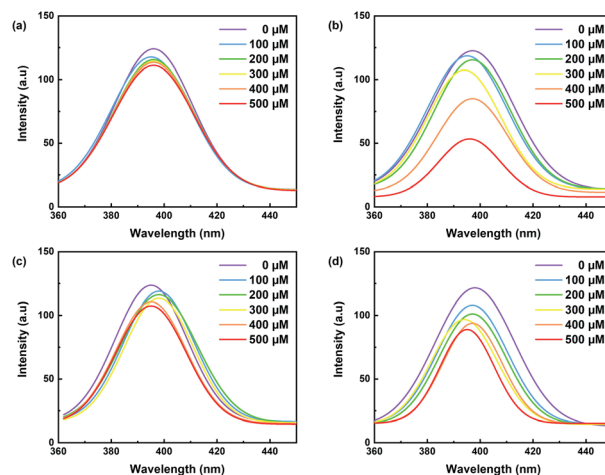 (a)
150
100
50
0
Intensity (a.u)
360
380
400
420
440
Wavelength (nm)
0 μM
100 μM
200 μM
300 μM
400 μM
500 μM
(b)
150
100
50
0
Intensity (a.u)
360
380
400
420
440
Wavelength (nm)
0 μM
100 μM
200 μM
300 μM
400 μM
500 μM
(c)
150
100
50
0
Intensity (a.u)
360
380
400
420
440
Wavelength (nm)
0 μM
100 μM
200 μM
300 μM
400 μM
500 μM
(d)
150
100
50
0
Intensity (a.u)
360
380
400
420
440
Wavelength (nm)
0 μM
100 μM
200 μM
300 μM
400 μM
500 μM